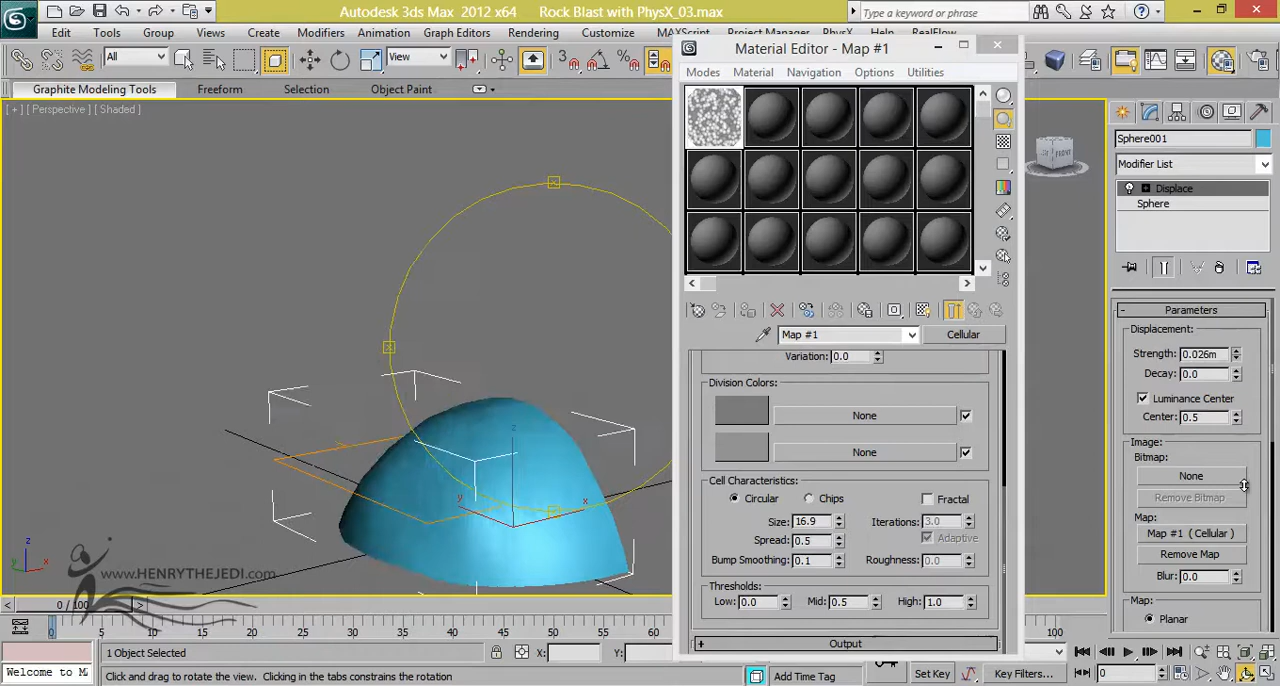 Autodesk 3ds Max 2012 x64 Rock Blast with PhysX_03.max
Type a keyword or phrase
Edit Tools Group Views Create Modifiers Animation Graph Editors Rendering Customize MAXScript PhysX RealFlow
All View
Graphite Modeling Tools Freeform Selection Object Paint
[ + ] [ Perspective ] [ Shaded ]
Material Editor - Map #1
Modes Material Navigation Options Utilities
Map #1 Cellular
Variation: 0.0
Division Colors:
None
None
Cell Characteristics:
Circular Chips Fractal
Size: 16.9 Iterations: 3.0
Spread: 0.5 Adaptive
Bump Smoothing: 0.1 Roughness: 0.0
Thresholds:
Low: 0.0 Mid: 0.5 High: 1.0
+ Output
Sphere001
Modifier List
Displace
Sphere
- Parameters
Displacement:
Strength: 0.026m
Decay: 0.0
Luminance Center
Center: 0.5
Image:
Bitmap:
None
Remove Bitmap
Map:
Map #1 ( Cellular )
Remove Map
Blur: 0.0
Map:
Planar
FRONT
z
y x
z
x
www.HENRYTHEJEDI.com
< 0 / 100 >
0 5 10 15 20 25 30 35 40 45 50 55 60 100
1 Object Selected X: Y:
Welcome to M
Click and drag to rotate the view. Clicking in the tabs constrains the rotation
Add Time Tag
Set Key Key Filters... 0